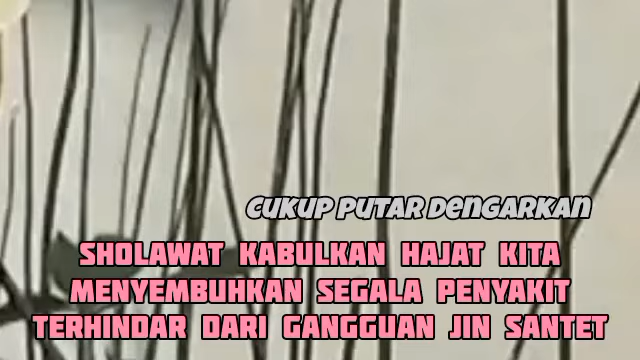 CUKUP PUTAR DENGARKAN
SHOLAWAT KABULKAN HAJAT KITA
MENYEMBUHKAN SEGALA PENYAKIT
TERHINDAR DARI GANGGUAN JIN SANTET